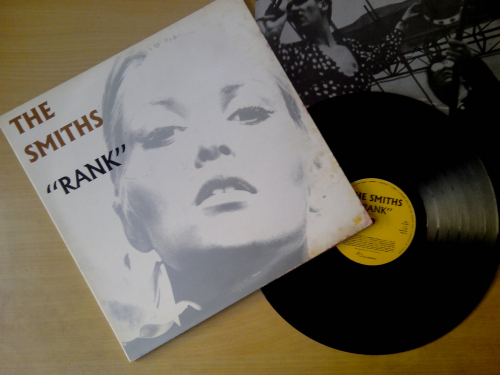 THE
SMITHS
“RANK”
THE SMITHS
"RANK"